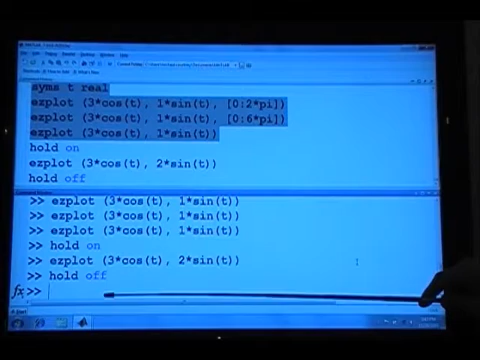 syms t real
ezplot (3*cos(t), 1*sin(t), [0:2*pi])
ezplot (3*cos(t), 1*sin(t), [0:6*pi])
ezplot (3*cos(t), 1*sin(t))
hold on
ezplot (3*cos(t), 2*sin(t))
hold off
>> ezplot (3*cos(t), 1*sin(t))
>> ezplot (3*cos(t), 1*sin(t))
>> ezplot (3*cos(t), 1*sin(t))
>> hold on
>> ezplot (3*cos(t), 2*sin(t))
>> hold off
fx >>